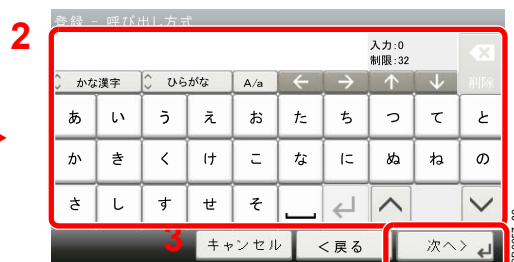 登録 - 呼び出し方式
2
入力:0
制限:32
かな漢字 ひらがな A/a ← → ↑ ↓ 削除
あ い う え お た ち つ て と
か き く け こ な に ぬ ね の
さ し す せ そ
3 キャンセル <戻る 次へ>